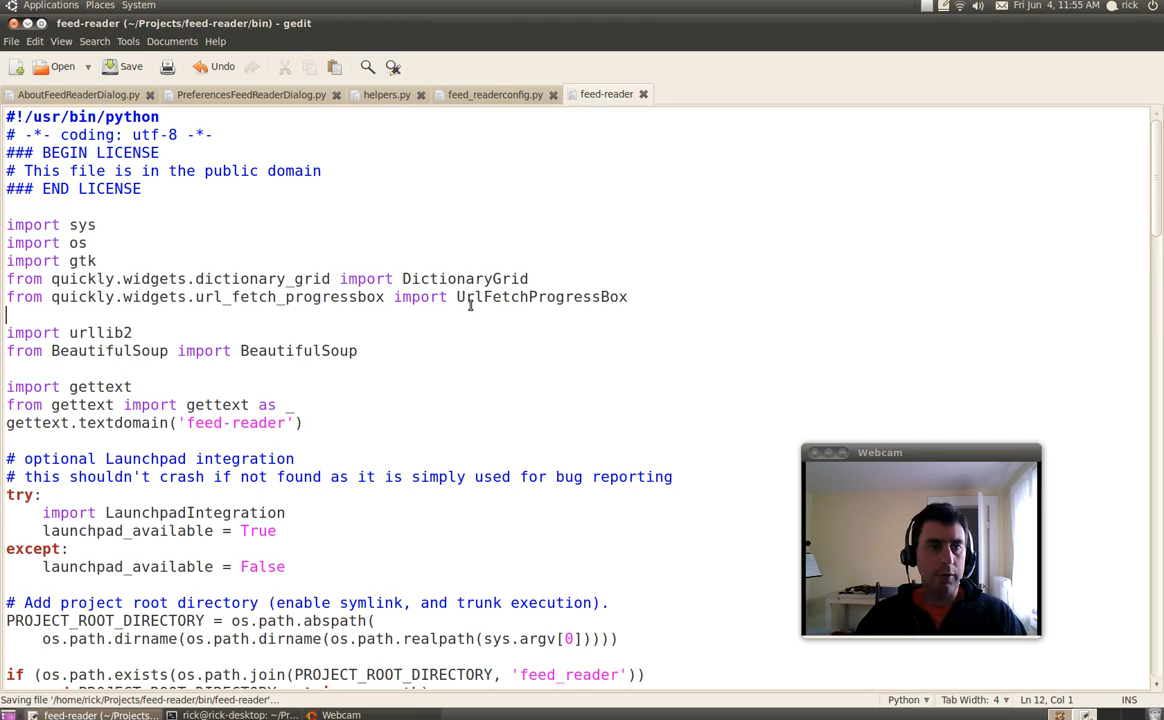 Applications Places System
Fri Jun 4, 11:55 AM rick
feed-reader (~/Projects/feed-reader/bin) - gedit
File Edit View Search Tools Documents Help
Open Save Undo
AboutFeedReaderDialog.py PreferencesFeedReaderDialog.py helpers.py feed_readerconfig.py feed-reader
#!/usr/bin/python
# -*- coding: utf-8 -*-
### BEGIN LICENSE
# This file is in the public domain
### END LICENSE
import sys
import os
import gtk
from quickly.widgets.dictionary_grid import DictionaryGrid
from quickly.widgets.url_fetch_progressbox import UrlFetchProgressBox
import urllib2
from BeautifulSoup import BeautifulSoup
import gettext
from gettext import gettext as _
gettext.textdomain('feed-reader')
# optional Launchpad integration
# this shouldn't crash if not found as it is simply used for bug reporting
try:
    import LaunchpadIntegration
    launchpad_available = True
except:
    launchpad_available = False
# Add project root directory (enable symlink, and trunk execution).
PROJECT_ROOT_DIRECTORY = os.path.abspath(
    os.path.dirname(os.path.dirname(os.path.realpath(sys.argv[0]))))
if (os.path.exists(os.path.join(PROJECT_ROOT_DIRECTORY, 'feed_reader'))
Webcam
Saving file '/home/rick/Projects/feed-reader/bin/feed-reader'...
Python Tab Width: 4 Ln 12, Col 1 INS
feed-reader (~/Projects... rick@rick-desktop: ~/Pr... Webcam